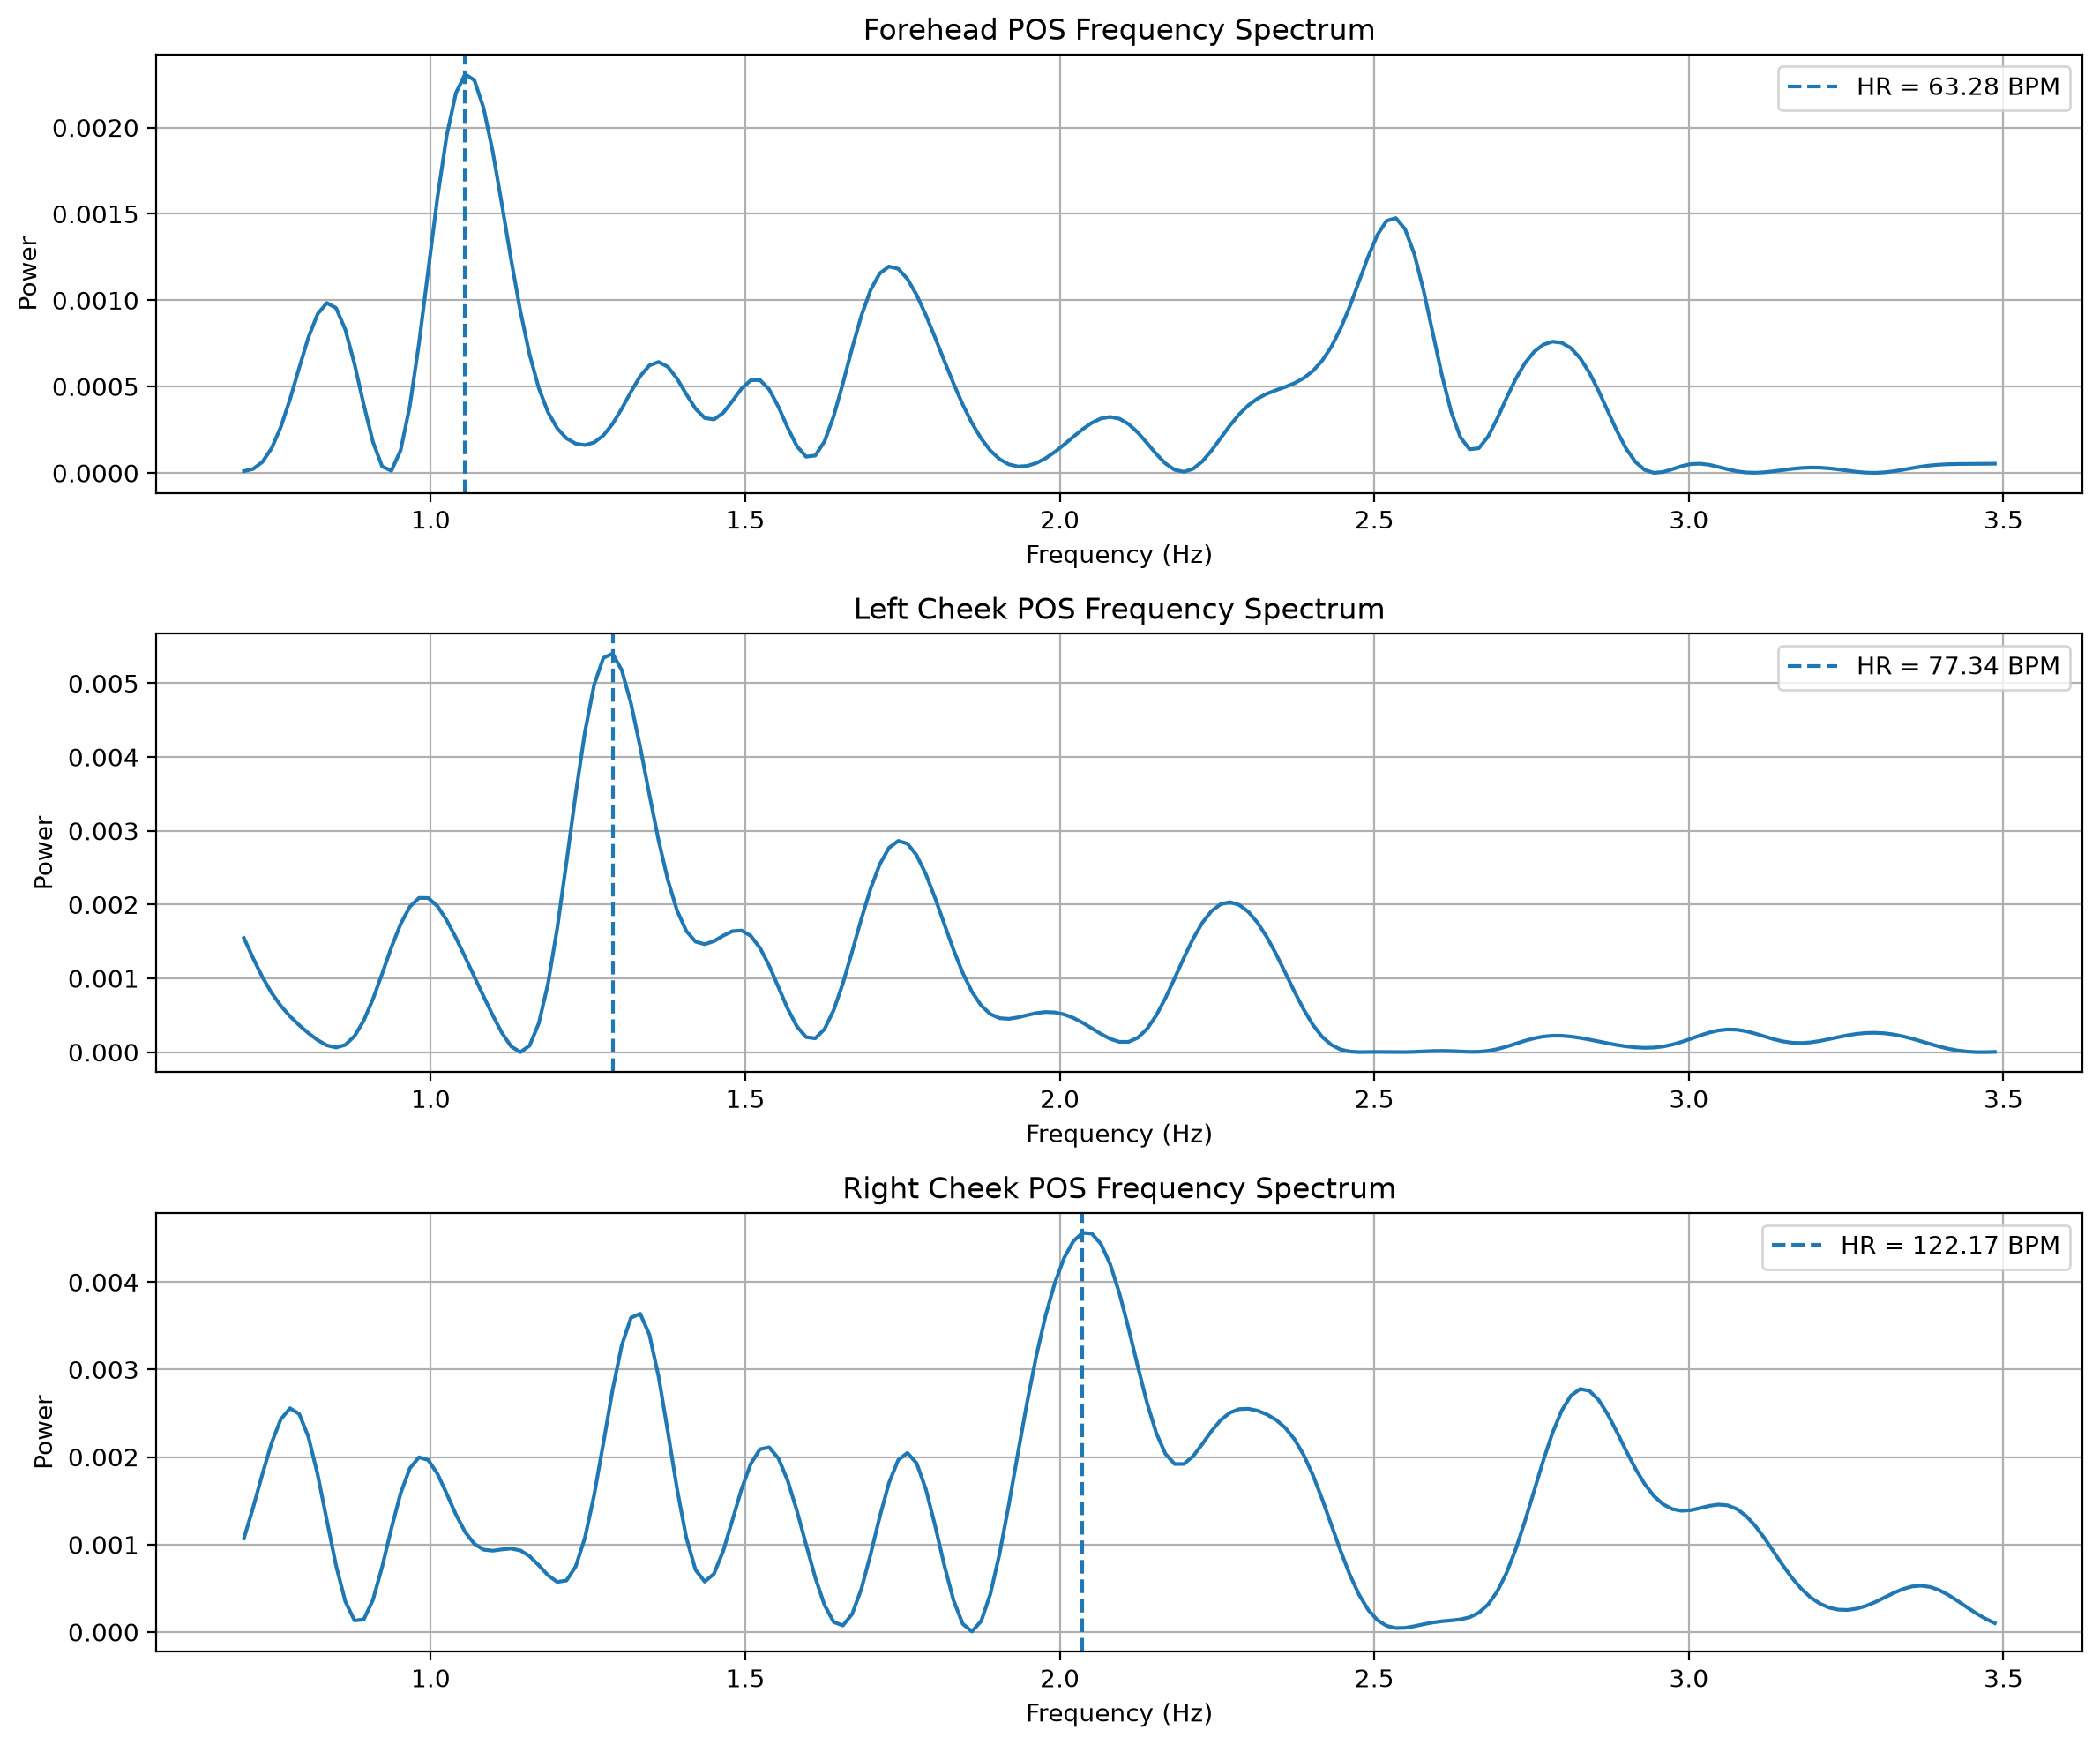 Forehead POS Frequency Spectrum
HR = 63.28 BPM
Power
0.0020
0.0015
0.0010
0.0005
0.0000
1.0 1.5 2.0 2.5 3.0 3.5
Frequency (Hz)
Left Cheek POS Frequency Spectrum
HR = 77.34 BPM
Power
0.005
0.004
0.003
0.002
0.001
0.000
1.0 1.5 2.0 2.5 3.0 3.5
Frequency (Hz)
Right Cheek POS Frequency Spectrum
HR = 122.17 BPM
Power
0.004
0.003
0.002
0.001
0.000
1.0 1.5 2.0 2.5 3.0 3.5
Frequency (Hz)